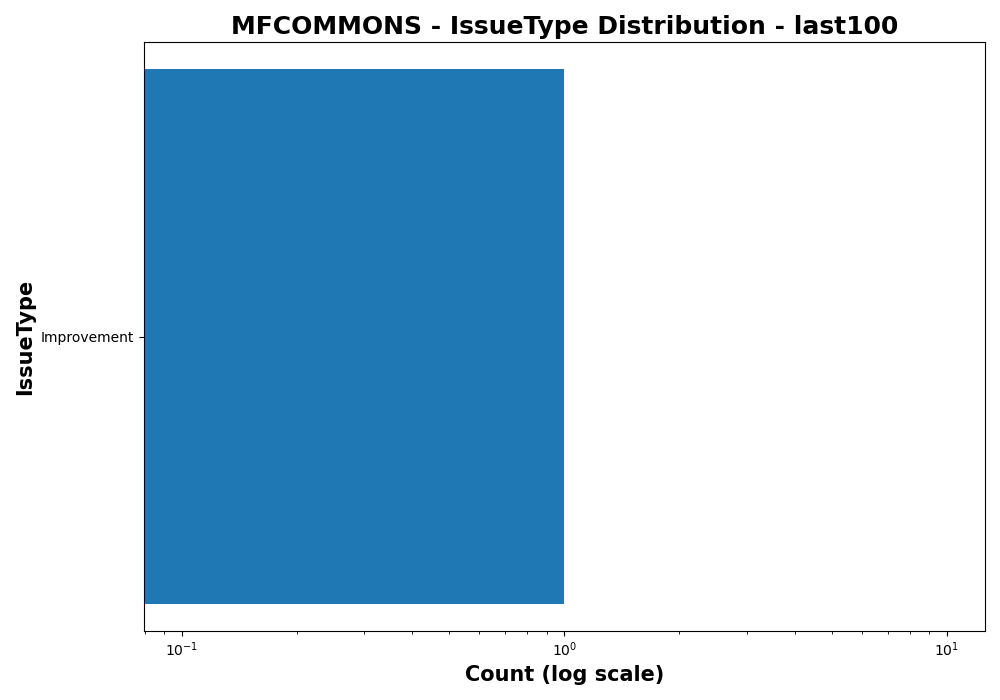 MFCOMMONS - IssueType Distribution - last100
IssueType
Improvement
10⁻¹
10⁰
10¹
Count (log scale)